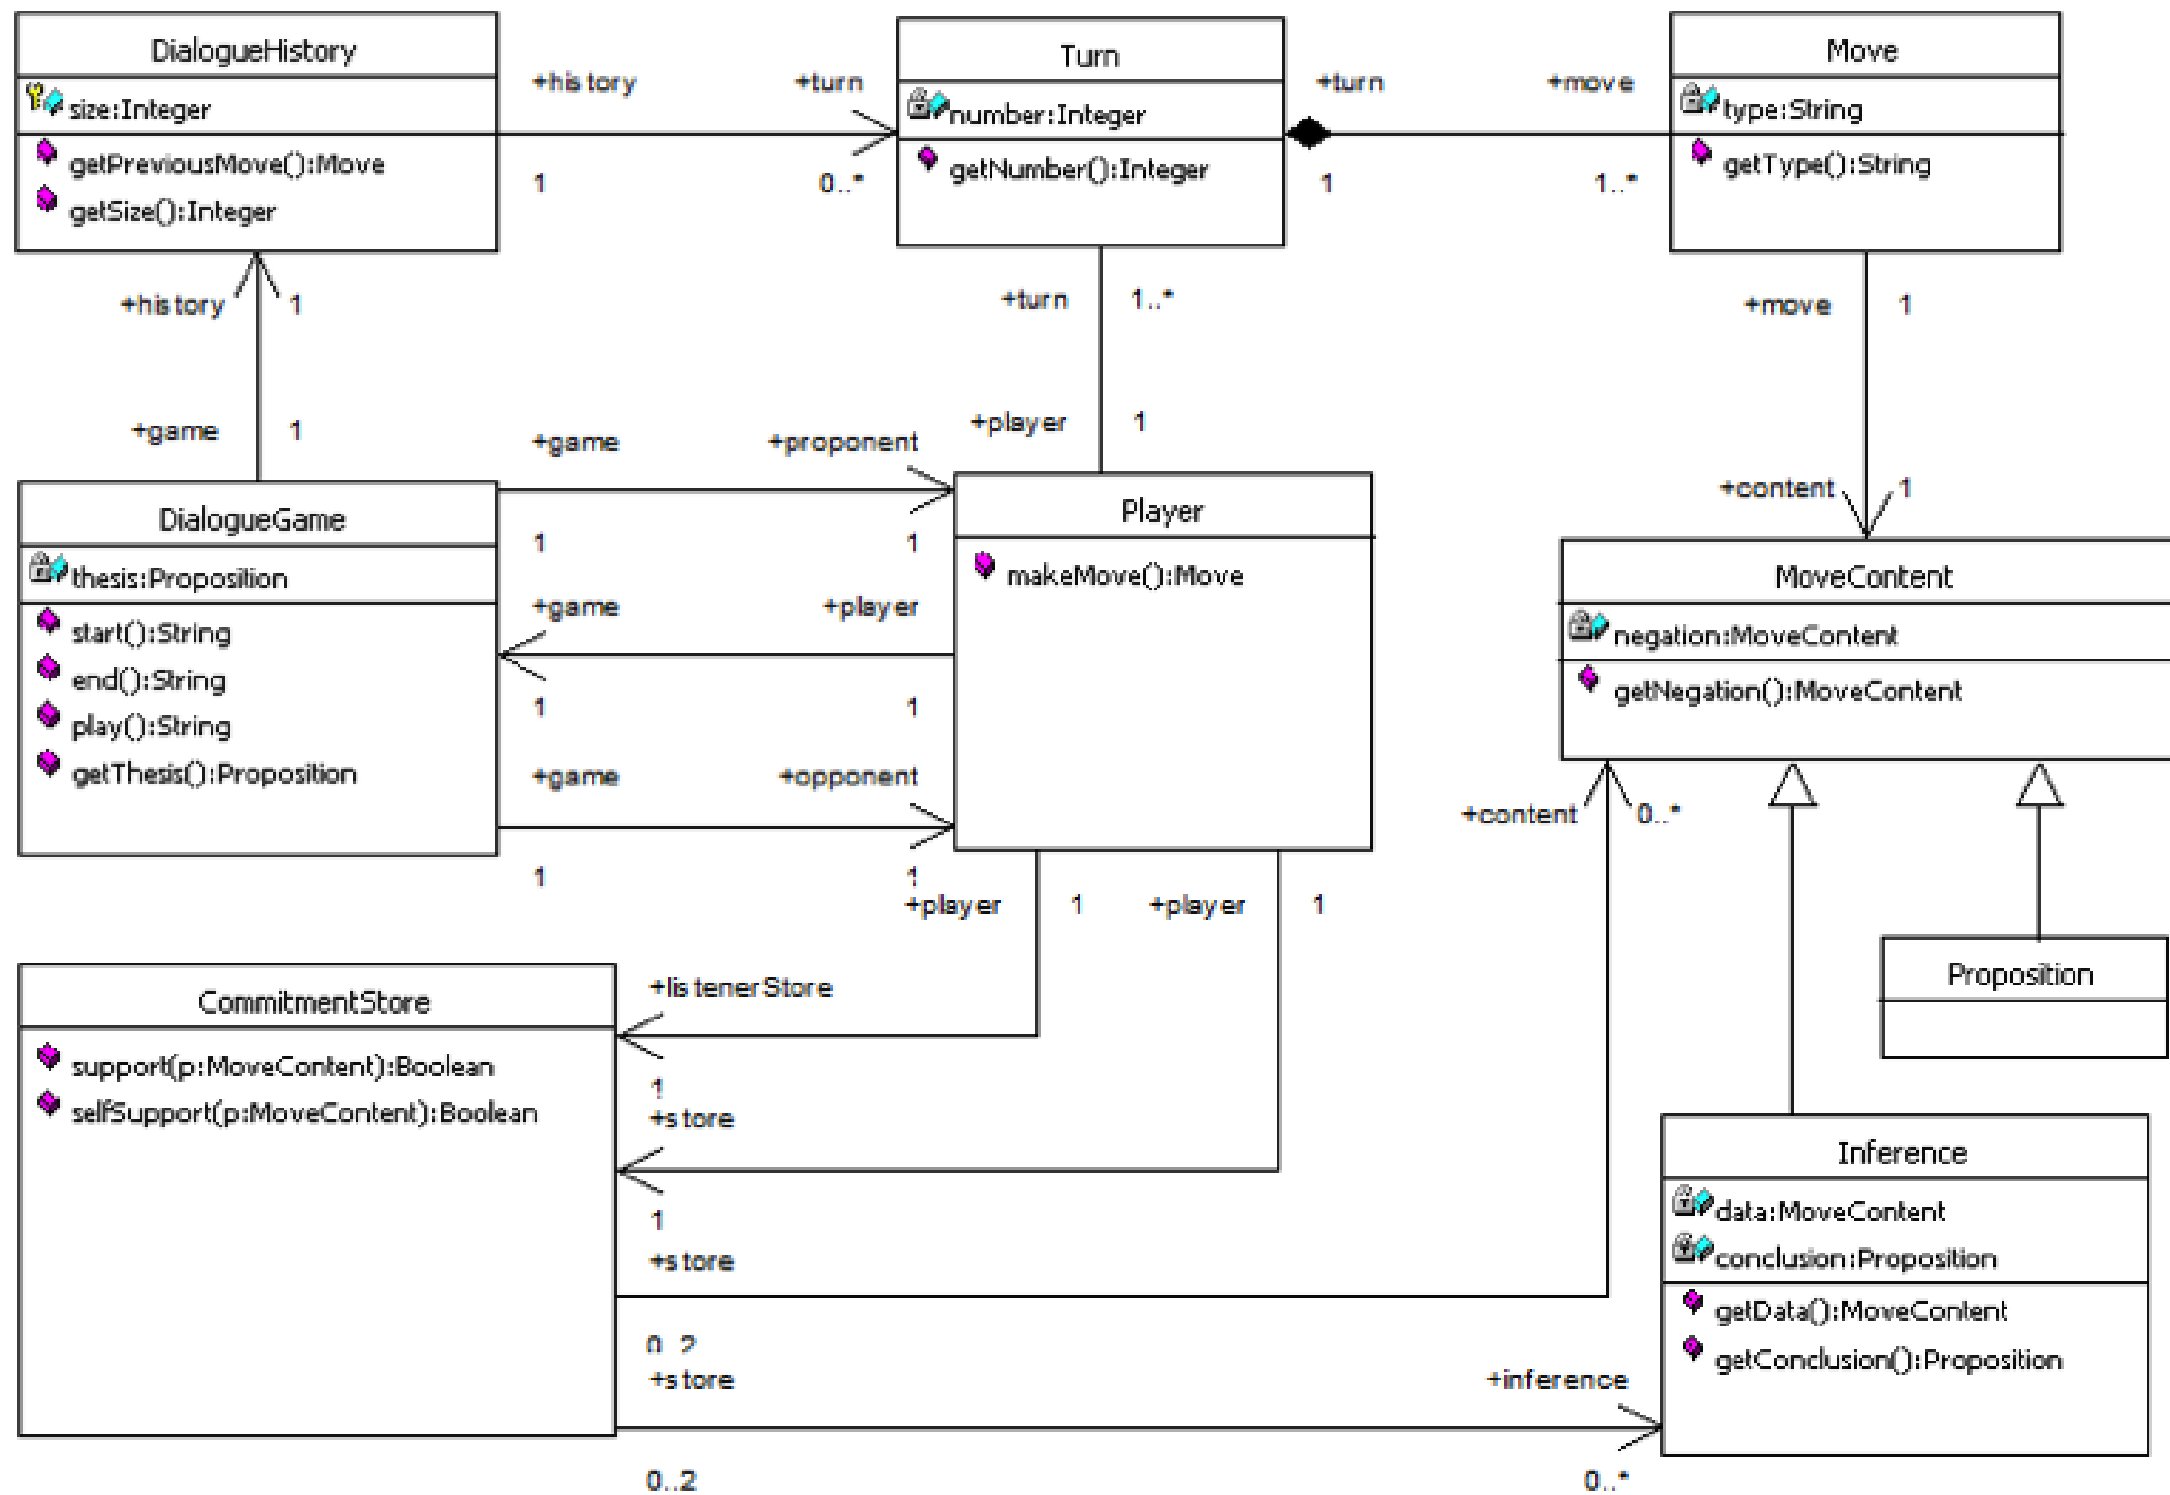 DialogueHistory
size:Integer
getPreviousMove():Move
getSize():Integer
+history
+turn
1
0..*
Turn
number:Integer
getNumber():Integer
+turn
+move
1
1..*
Move
type:String
getType():String
+history
1
+game
1
+turn
1..*
+player
1
+move
1
+content
1
DialogueGame
thesis:Proposition
start():String
end():String
play():String
getThesis():Proposition
+game
+proponent
1
1
+game
+player
1
1
+game
+opponent
1
1
Player
makeMove():Move
MoveContent
negation:MoveContent
getNegation():MoveContent
+content
0..*
+player
1
+player
1
Proposition
CommitmentStore
support(p:MoveContent):Boolean
selfSupport(p:MoveContent):Boolean
+listenerStore
1
+store
1
+store
0..2
+store
0..2
+inference
0..*
Inference
data:MoveContent
conclusion:Proposition
getData():MoveContent
getConclusion():Proposition